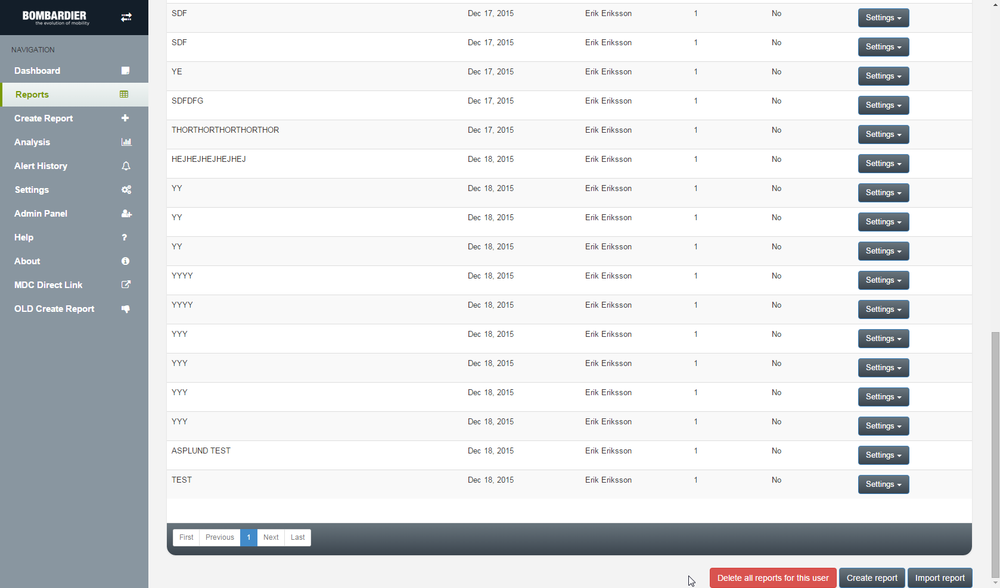 BOMBARDIER
the evolution of mobility
NAVIGATION
Dashboard
Reports
Create Report
Analysis
Alert History
Settings
Admin Panel
Help
About
MDC Direct Link
OLD Create Report
SDF Dec 17, 2015 Erik Eriksson 1 No Settings
SDF Dec 17, 2015 Erik Eriksson 1 No Settings
YE Dec 17, 2015 Erik Eriksson 1 No Settings
SDFDFG Dec 17, 2015 Erik Eriksson 1 No Settings
THORTHORTHORTHORTHOR Dec 17, 2015 Erik Eriksson 1 No Settings
HEJHEJHEJHEJHEJ Dec 18, 2015 Erik Eriksson 1 No Settings
YY Dec 18, 2015 Erik Eriksson 1 No Settings
YY Dec 18, 2015 Erik Eriksson 1 No Settings
YY Dec 18, 2015 Erik Eriksson 1 No Settings
YYYY Dec 18, 2015 Erik Eriksson 1 No Settings
YYYY Dec 18, 2015 Erik Eriksson 1 No Settings
YYY Dec 18, 2015 Erik Eriksson 1 No Settings
YYY Dec 18, 2015 Erik Eriksson 1 No Settings
YYY Dec 18, 2015 Erik Eriksson 1 No Settings
YYY Dec 18, 2015 Erik Eriksson 1 No Settings
ASPLUND TEST Dec 18, 2015 Erik Eriksson 1 No Settings
TEST Dec 18, 2015 Erik Eriksson 1 No Settings
First Previous 1 Next Last
Delete all reports for this user Create report Import report